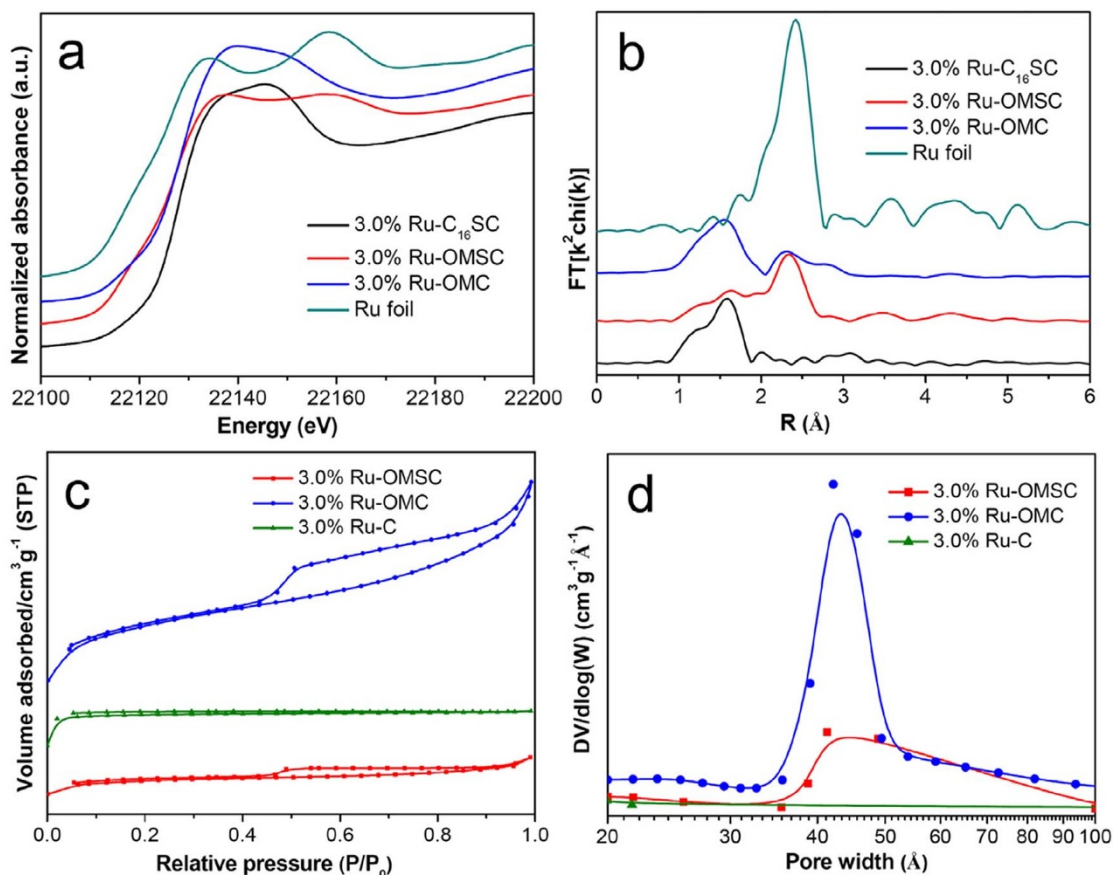 a
Normalized absorbance (a.u.)
3.0% Ru-C₁₆SC
3.0% Ru-OMSC
3.0% Ru-OMC
Ru foil
22100 22120 22140 22160 22180 22200
Energy (eV)
b
FT[k²chi(k)]
3.0% Ru-C₁₆SC
3.0% Ru-OMSC
3.0% Ru-OMC
Ru foil
0 1 2 3 4 5 6
R (Å)
c
Volume adsorbed/cm³g⁻¹ (STP)
3.0% Ru-OMSC
3.0% Ru-OMC
3.0% Ru-C
0.0 0.2 0.4 0.6 0.8 1.0
Relative pressure (P/P₀)
d
DV/dlog(W) (cm³g⁻¹Å⁻¹)
3.0% Ru-OMSC
3.0% Ru-OMC
3.0% Ru-C
20 30 40 50 60 70 80 90 100
Pore width (Å)